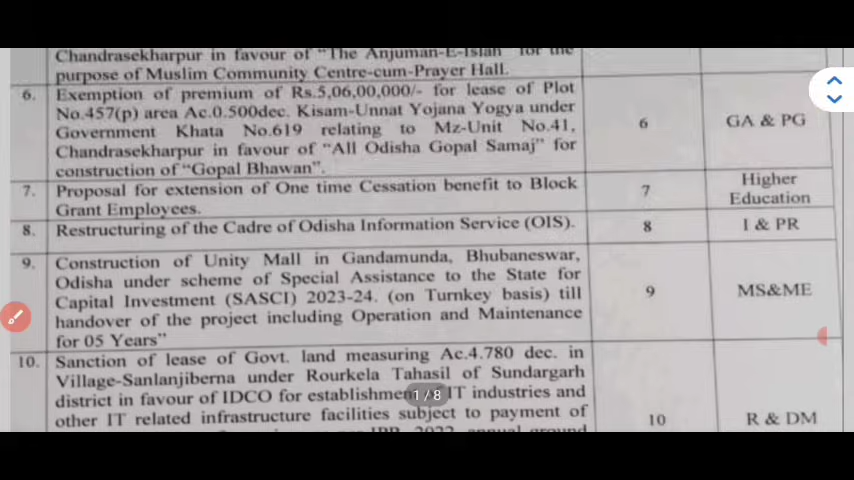 Chandrasekharpur in favour of "The Anjuman-E-Islah" for the
purpose of Muslim Community Centre-cum-Prayer Hall.
6. Exemption of premium of Rs.5,06,00,000/- for lease of Plot
No.457(p) area Ac.0.500dec. Kisam-Unnat Yojana Yogya under
Government Khata No.619 relating to Mz-Unit No.41,
Chandrasekharpur in favour of "All Odisha Gopal Samaj" for
construction of "Gopal Bhawan".
6
GA & PG
7. Proposal for extension of One time Cessation benefit to Block
Grant Employees.
7
Higher
Education
8. Restructuring of the Cadre of Odisha Information Service (OIS).
8
I & PR
9. Construction of Unity Mall in Gandamunda, Bhubaneswar,
Odisha under scheme of Special Assistance to the State for
Capital Investment (SASCI) 2023-24. (on Turnkey basis) till
handover of the project including Operation and Maintenance
for 05 Years"
9
MS&ME
10. Sanction of lease of Govt. land measuring Ac.4.780 dec. in
Village-Sanlanjiberna under Rourkela Tahasil of Sundargarh
district in favour of IDCO for establishment IT industries and
other IT related infrastructure facilities subject to payment of
IPR 2022 annual ground
10
R & DM
1 / 8